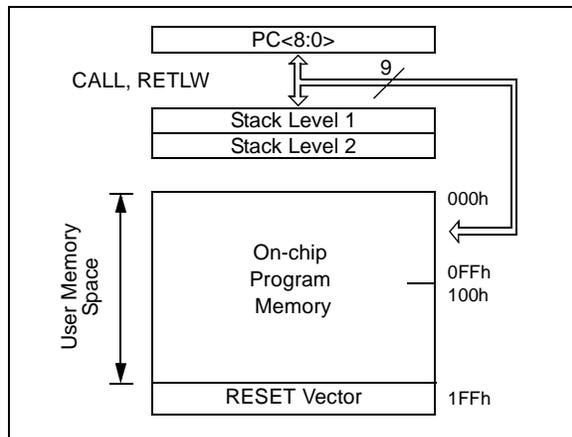 PC<8:0>
CALL, RETLW
9
Stack Level 1
Stack Level 2
000h
On-chip
Program
Memory
0FFh
100h
User Memory
Space
RESET Vector
1FFh